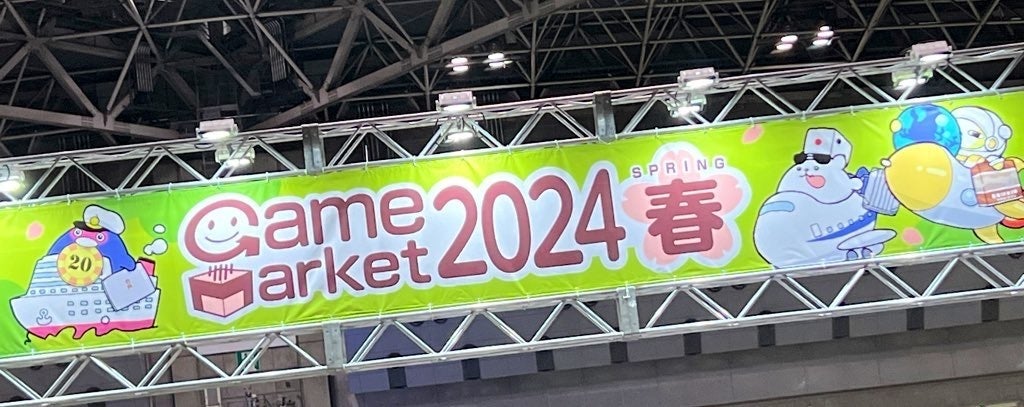 20
Game
Market
2024
SPRING
春